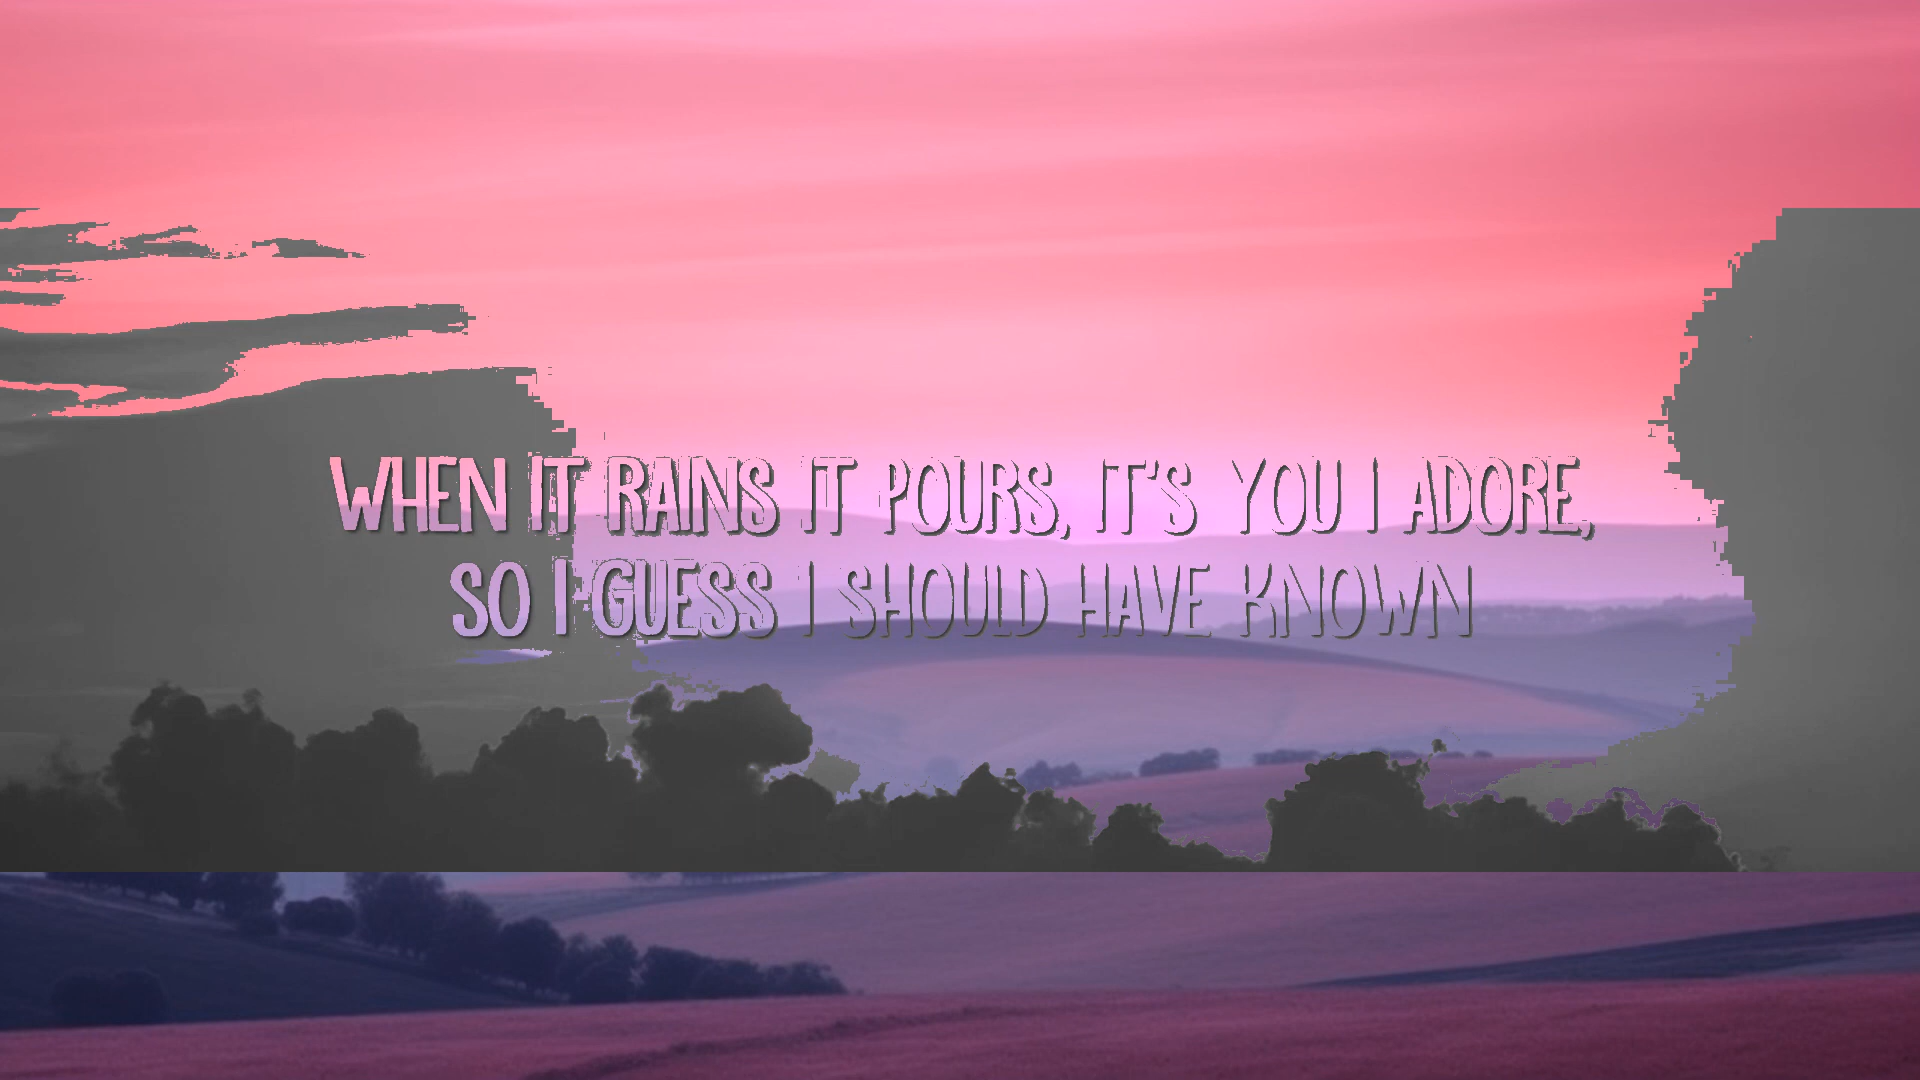 WHEN IT RAINS IT POURS, IT'S YOU I ADORE,
SO I GUESS I SHOULD HAVE KNOWN